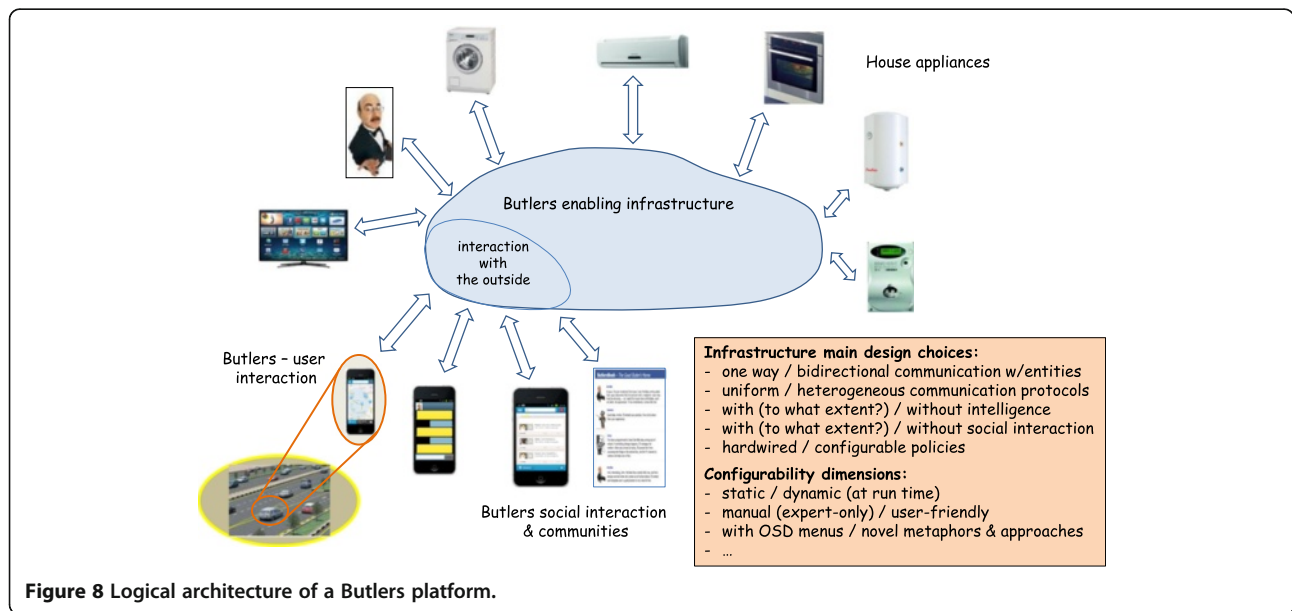 House appliances
Butlers enabling infrastructure
interaction
with
the outside
Butlers – user
interaction
Butlers social interaction
& communities
Infrastructure main design choices:
- one way / bidirectional communication w/entities
- uniform / heterogeneous communication protocols
- with (to what extent?) / without intelligence
- with (to what extent?) / without social interaction
- hardwired / configurable policies
Configurability dimensions:
- static / dynamic (at run time)
- manual (expert-only) / user-friendly
- with OSD menus / novel metaphors & approaches
- …
Figure 8 Logical architecture of a Butlers platform.